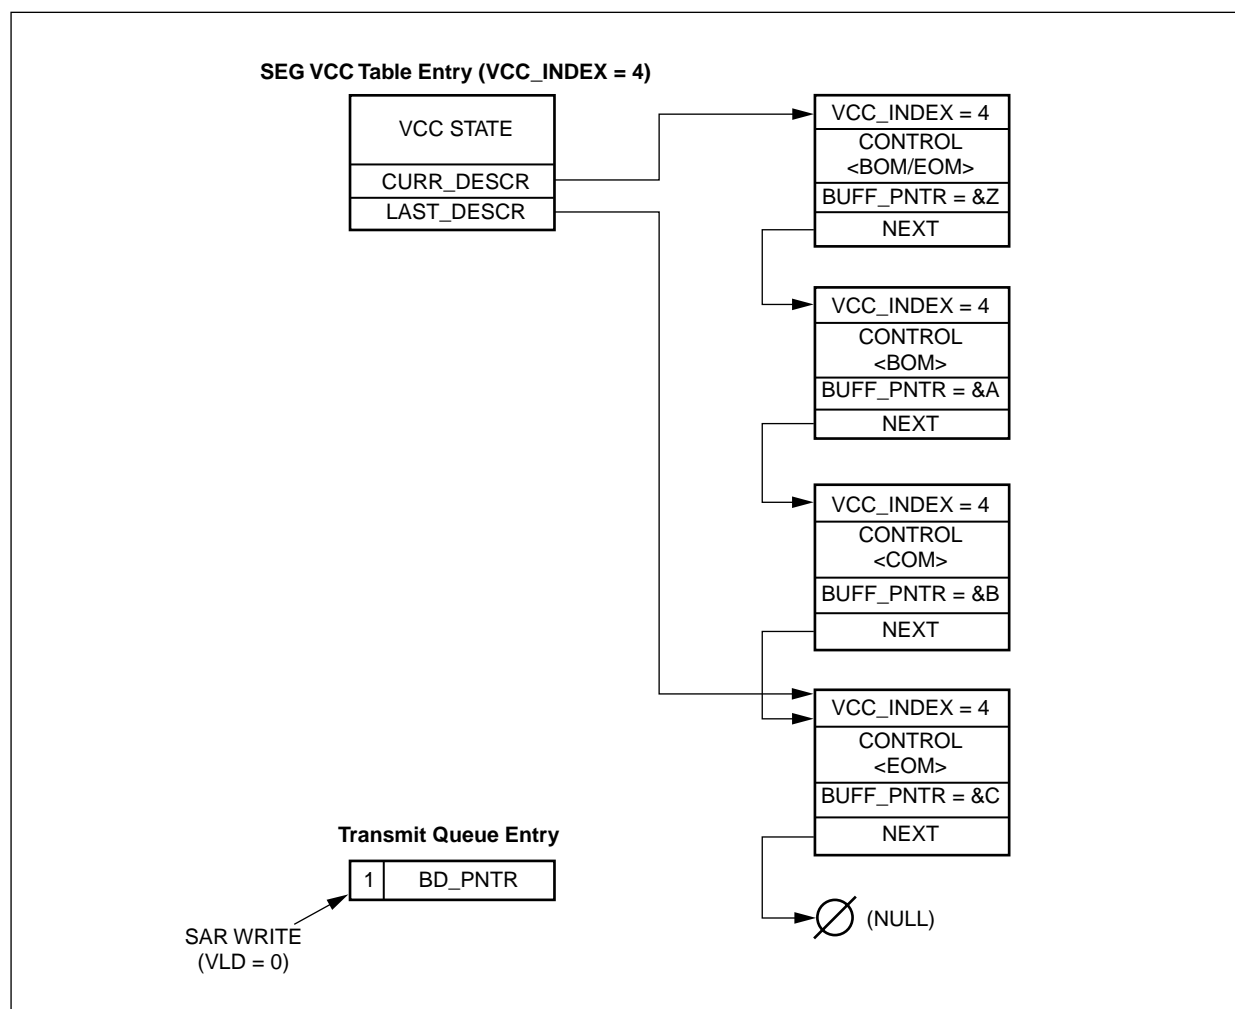 SEG VCC Table Entry (VCC_INDEX = 4)
VCC STATE
CURR_DESCR
LAST_DESCR
VCC_INDEX = 4
CONTROL
<BOM/EOM>
BUFF_PNTR = &Z
NEXT
VCC_INDEX = 4
CONTROL
<BOM>
BUFF_PNTR = &A
NEXT
VCC_INDEX = 4
CONTROL
<COM>
BUFF_PNTR = &B
NEXT
VCC_INDEX = 4
CONTROL
<EOM>
BUFF_PNTR = &C
NEXT
(NULL)
Transmit Queue Entry
1 BD_PNTR
SAR WRITE
(VLD = 0)